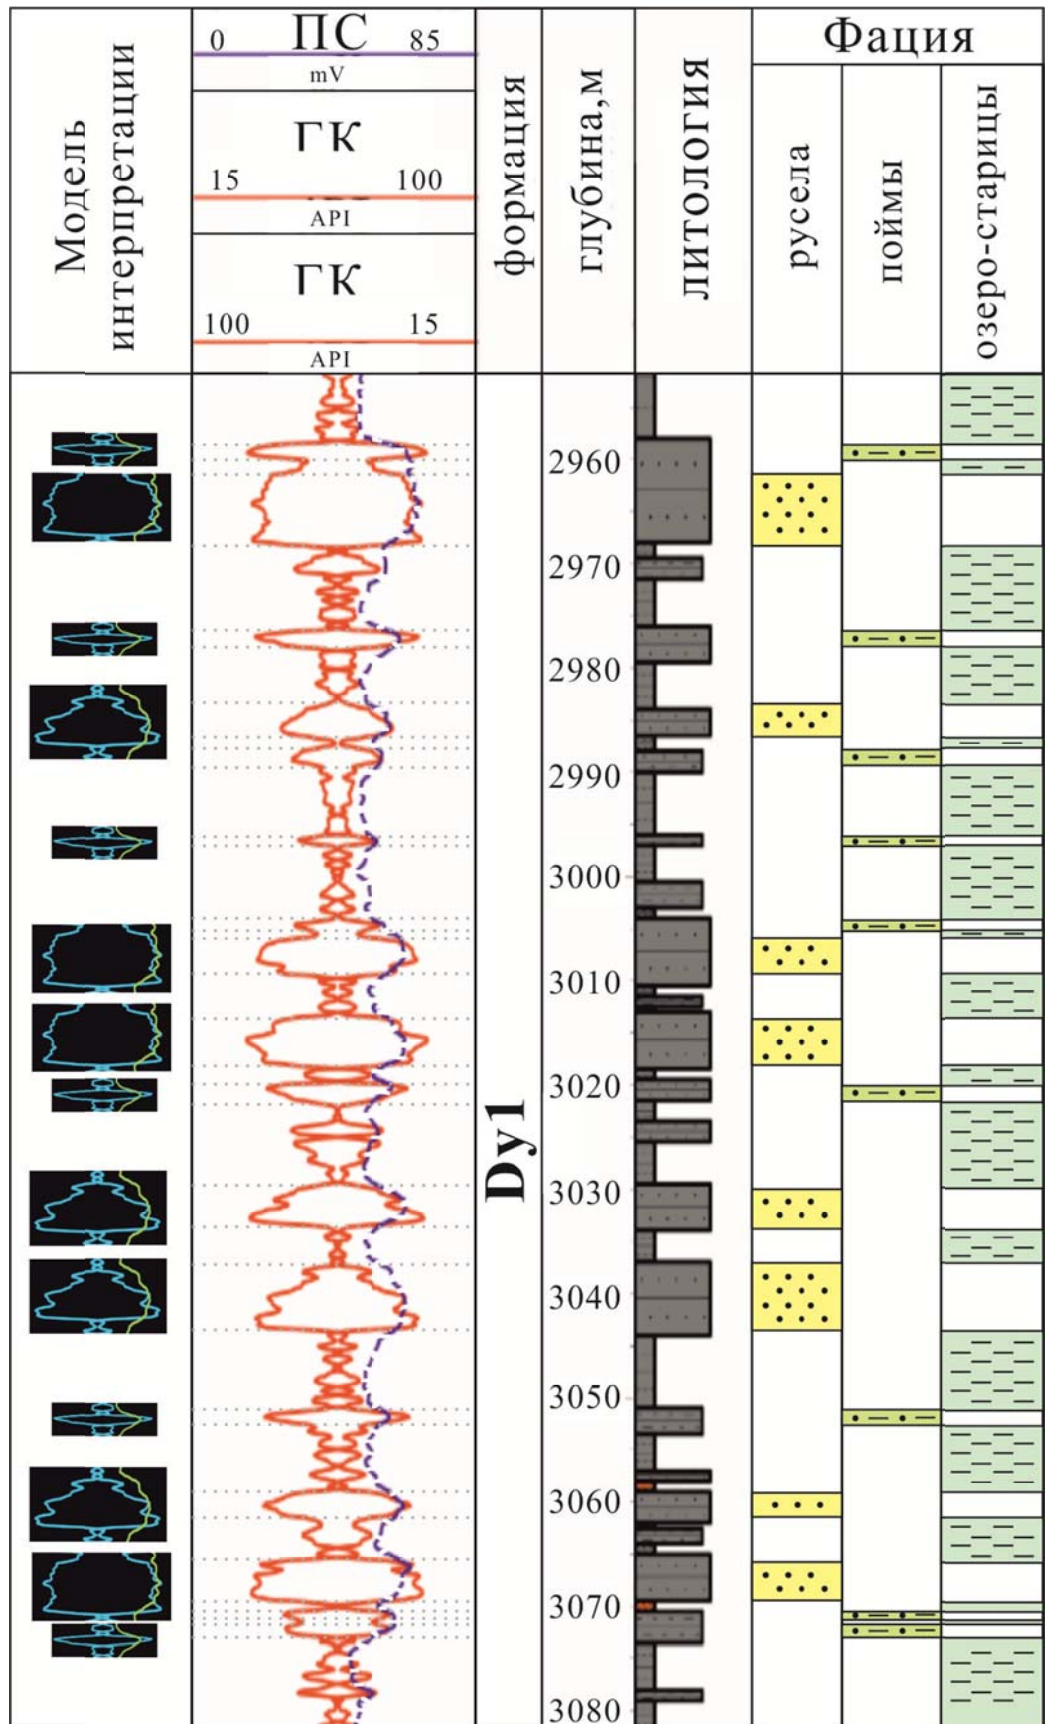 Модель
интерпретации
0 ПС 85
mV
ГК
15 100
API
ГК
100 15
API
формация
глубина,м
литология
Фация
русела
поймы
озеро-старицы
Dy1
2960
2970
2980
2990
3000
3010
3020
3030
3040
3050
3060
3070
3080